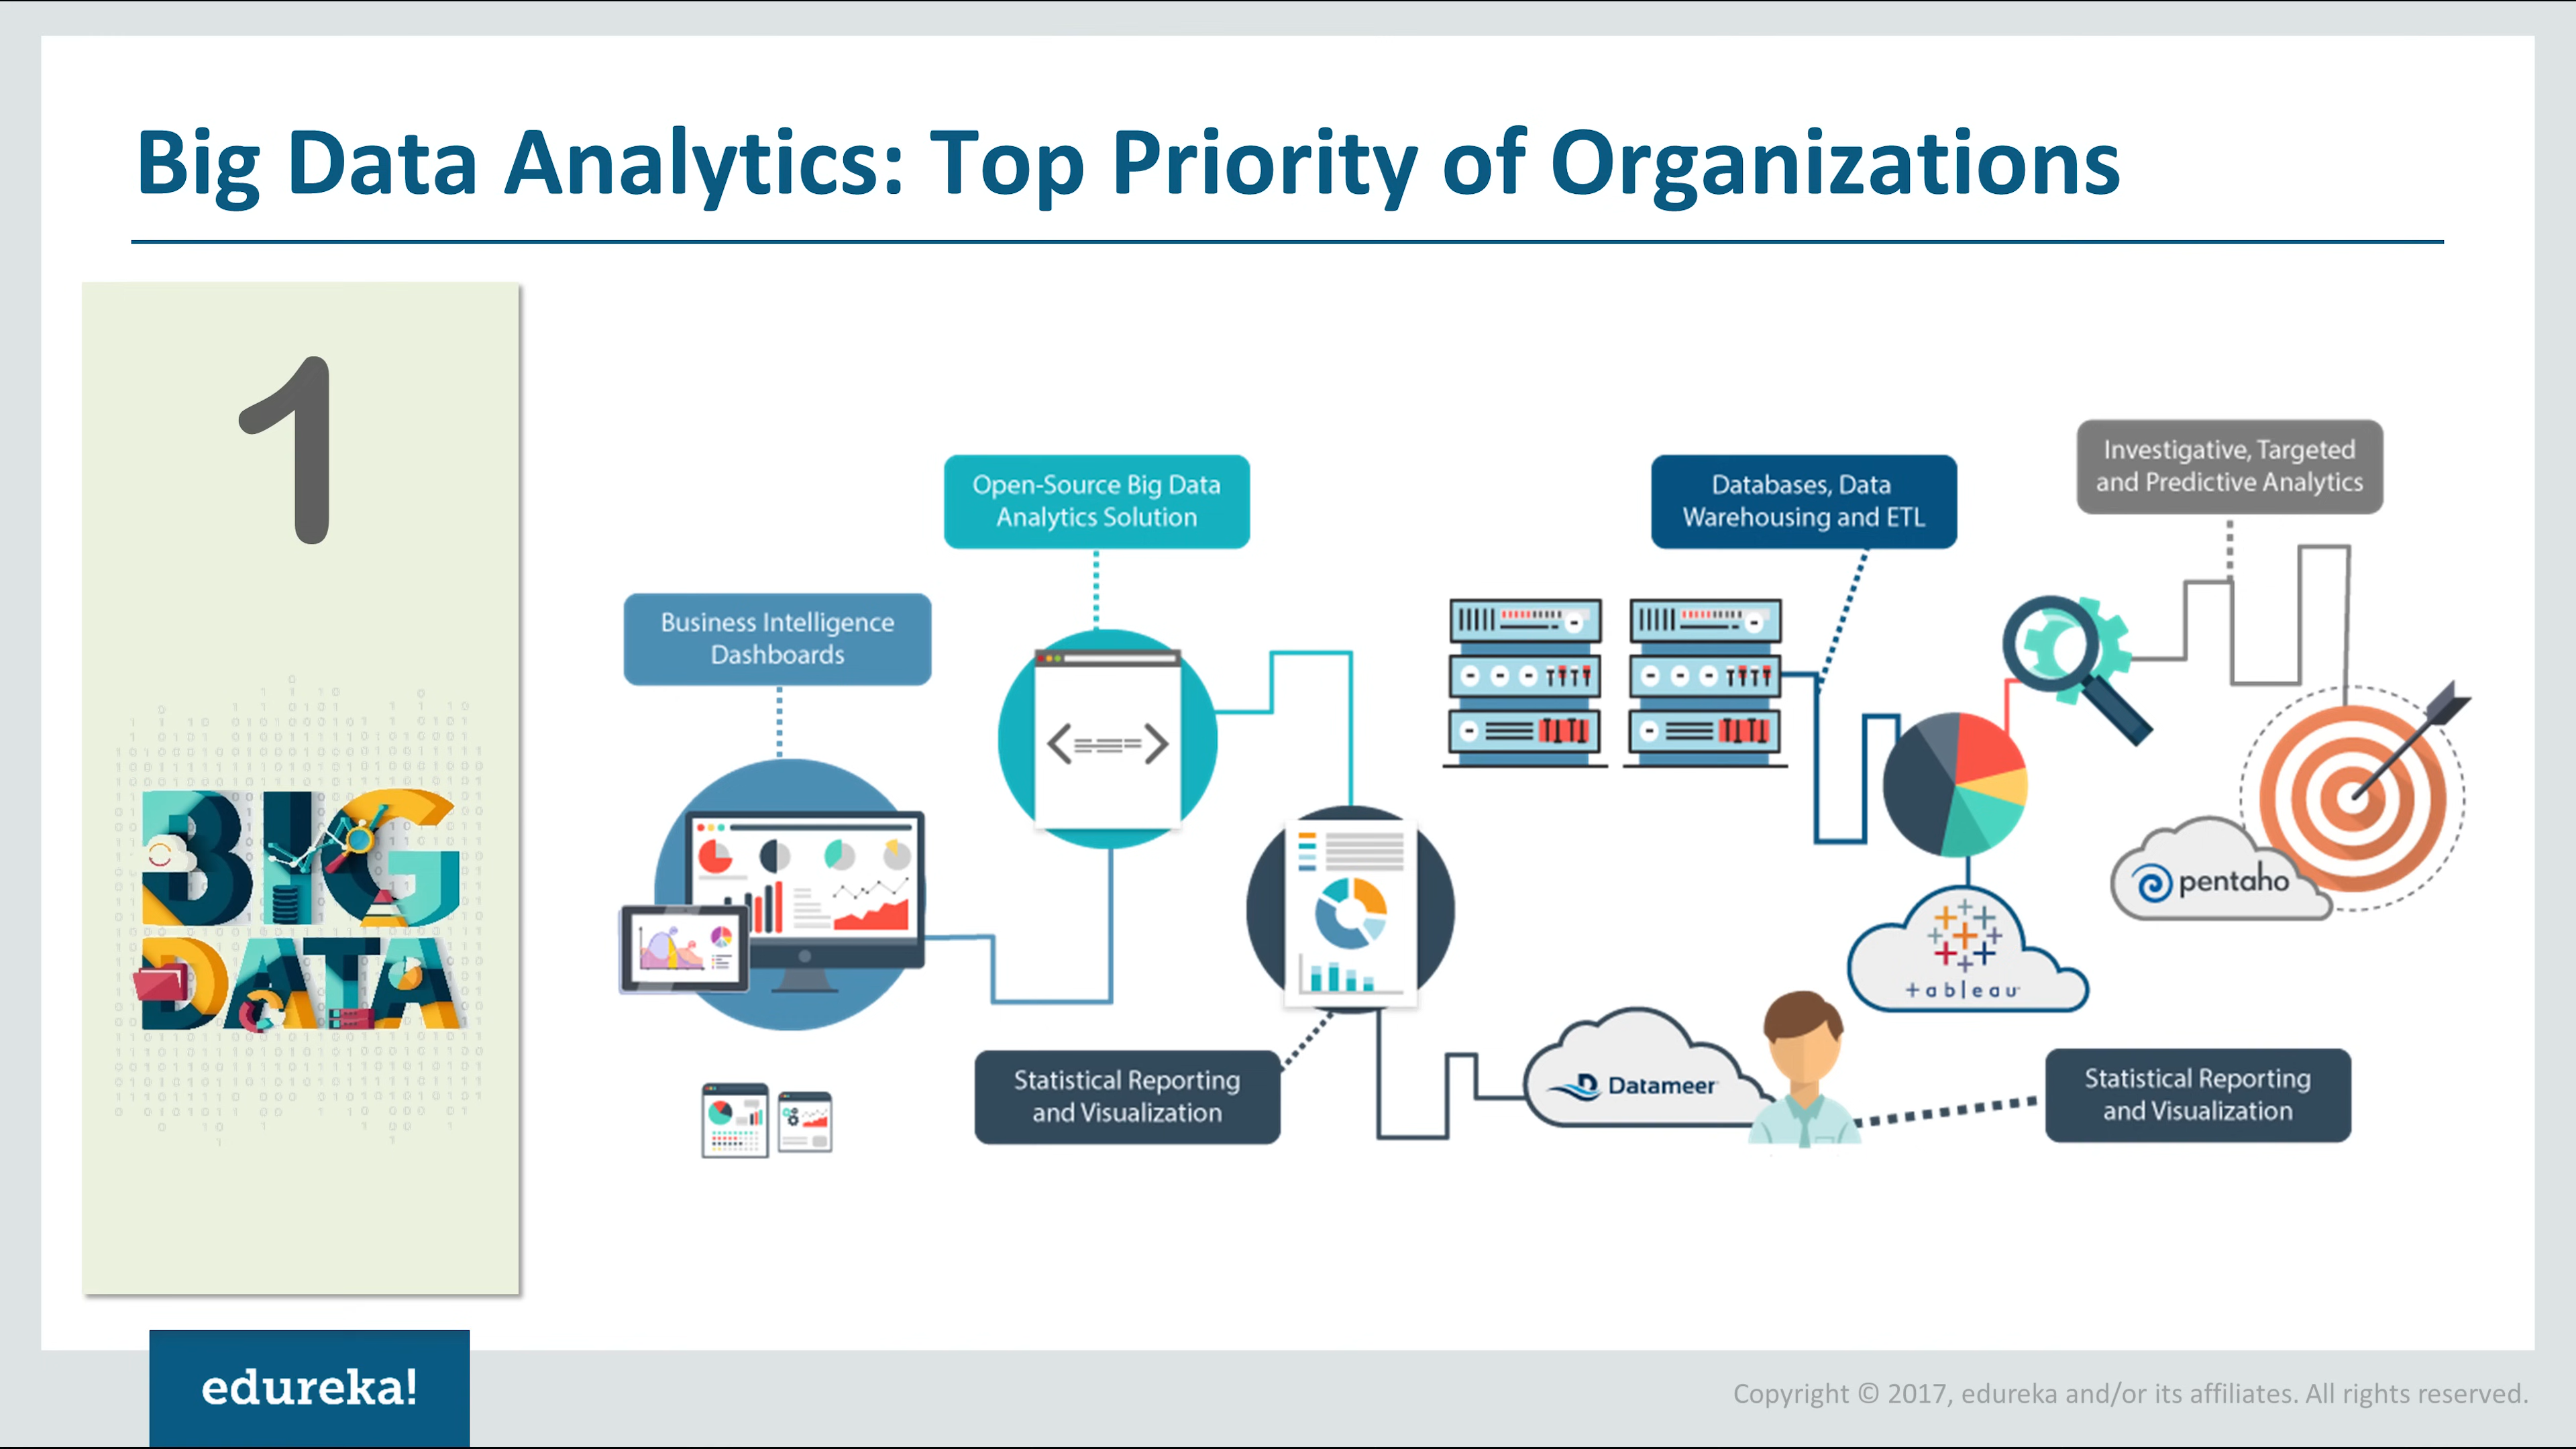 Big Data Analytics: Top Priority of Organizations
1
BIG
DATA
Business Intelligence
Dashboards
Open-Source Big Data
Analytics Solution
Statistical Reporting
and Visualization
Databases, Data
Warehousing and ETL
Investigative, Targeted
and Predictive Analytics
pentaho
+ableau
Datameer
Statistical Reporting
and Visualization
edureka!
Copyright © 2017, edureka and/or its affiliates. All rights reserved.